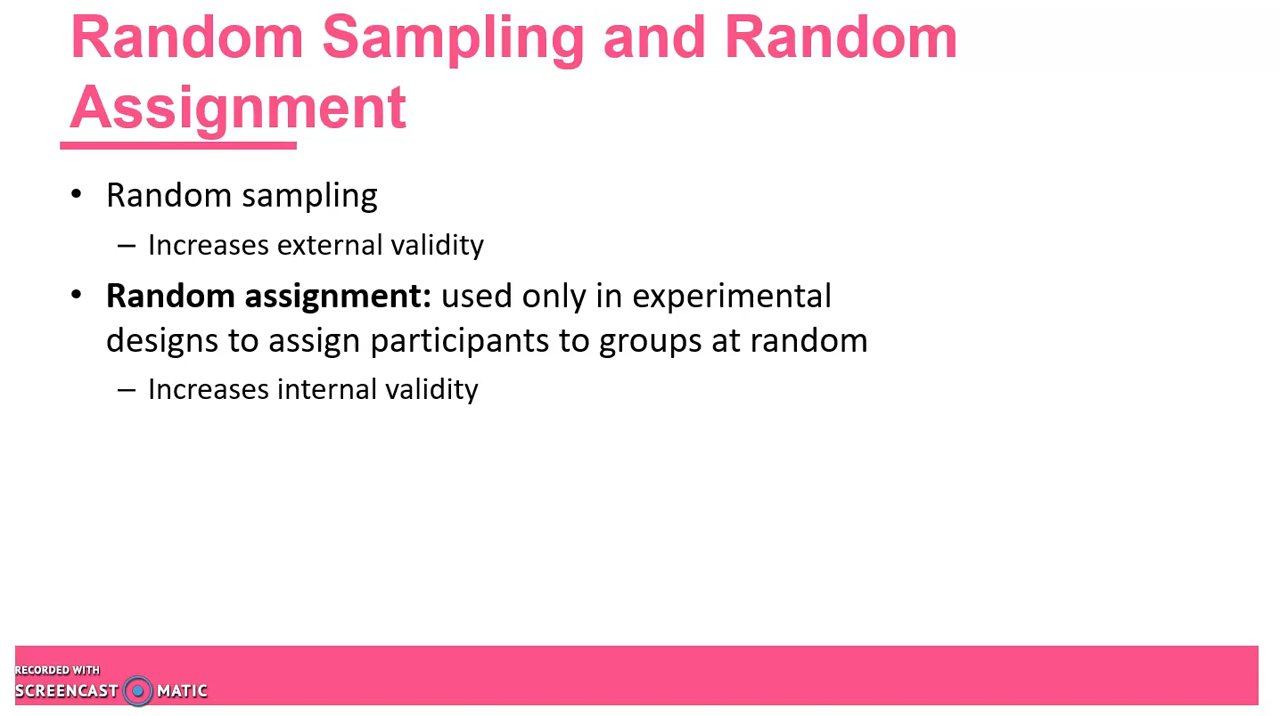 Random Sampling and Random
Assignment
• Random sampling
– Increases external validity
• Random assignment: used only in experimental
designs to assign participants to groups at random
– Increases internal validity
RECORDED WITH
SCREENCAST MATIC